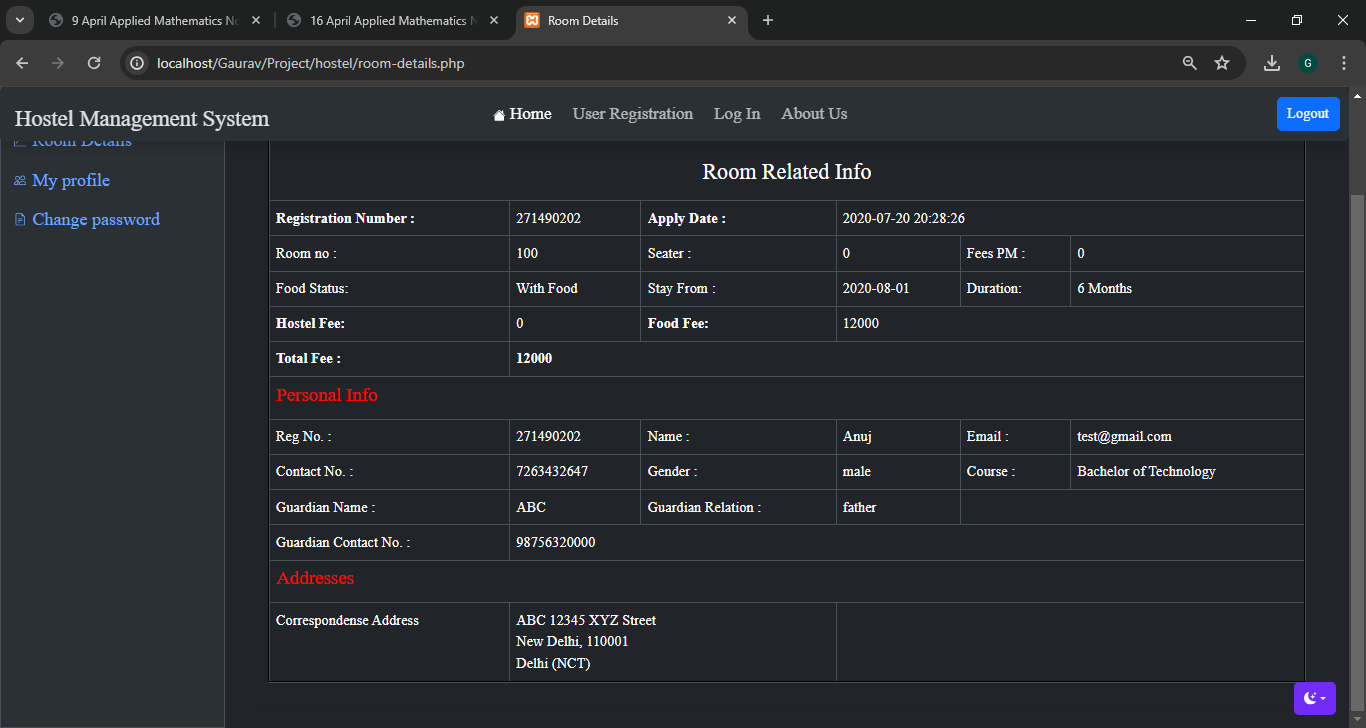 9 April Applied Mathematics No
16 April Applied Mathematics N
Room Details
localhost/Gaurav/Project/hostel/room-details.php
G
Hostel Management System
Home User Registration Log In About Us
Logout
Room Details
My profile
Change password
Room Related Info
Registration Number : 271490202 Apply Date : 2020-07-20 20:28:26
Room no : 100 Seater : 0 Fees PM : 0
Food Status: With Food Stay From : 2020-08-01 Duration: 6 Months
Hostel Fee: 0 Food Fee: 12000
Total Fee : 12000
Personal Info
Reg No. : 271490202 Name : Anuj Email : test@gmail.com
Contact No. : 7263432647 Gender : male Course : Bachelor of Technology
Guardian Name : ABC Guardian Relation : father
Guardian Contact No. : 98756320000
Addresses
Correspondense Address ABC 12345 XYZ Street
New Delhi, 110001
Delhi (NCT)